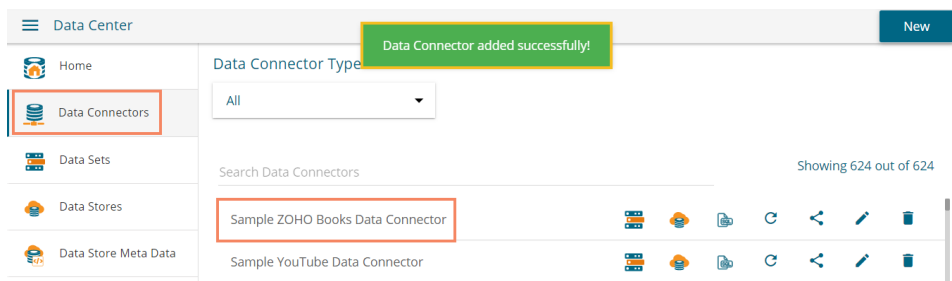 Data Center
Data Connector added successfully!
New
Home
Data Connector Type
All
Data Connectors
Data Sets
Search Data Connectors
Showing 624 out of 624
Data Stores
Sample ZOHO Books Data Connector
Data Store Meta Data
Sample YouTube Data Connector